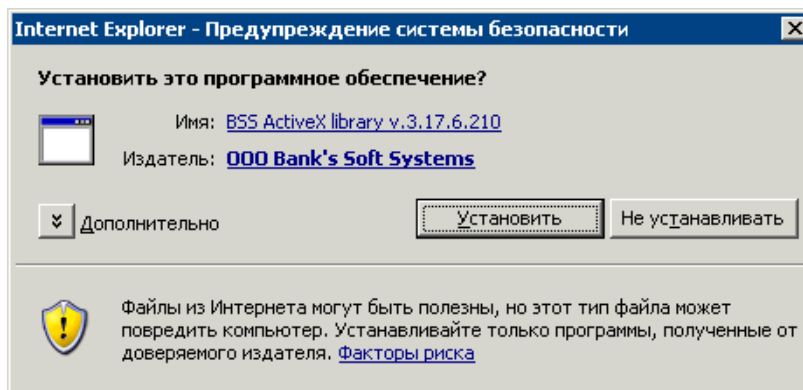 Internet Explorer - Предупреждение системы безопасности
Установить это программное обеспечение?
Имя: BSS ActiveX library v.3.17.6.210
Издатель: ООО Bank's Soft Systems
Дополнительно
Установить
Не устанавливать
Файлы из Интернета могут быть полезны, но этот тип файла может
повредить компьютер. Устанавливайте только программы, полученные от
доверяемого издателя. Факторы риска